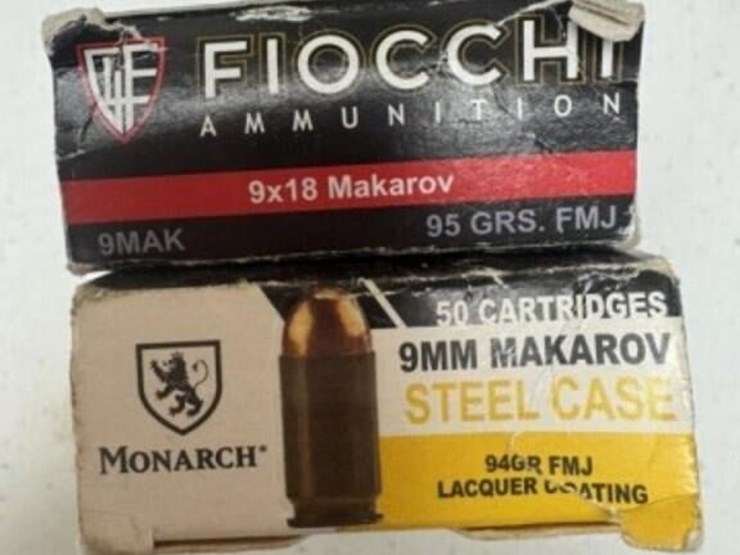 FIOCCHI
AMMUNITION
9x18 Makarov
9MAK
95 GRS. FMJ
50 CARTRIDGES
9MM MAKAROV
STEEL CASE
MONARCH®
94GR FMJ
LACQUER COATING